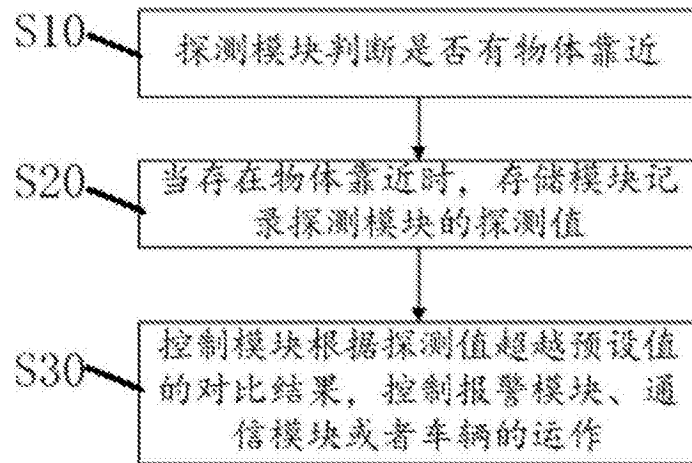 S10
探测模块判断是否有物体靠近
S20
当存在物体靠近时，存储模块记
录探测模块的探测值
S30
控制模块根据探测值超越预设值
的对比结果，控制报警模块、通
信模块或者车辆的运作